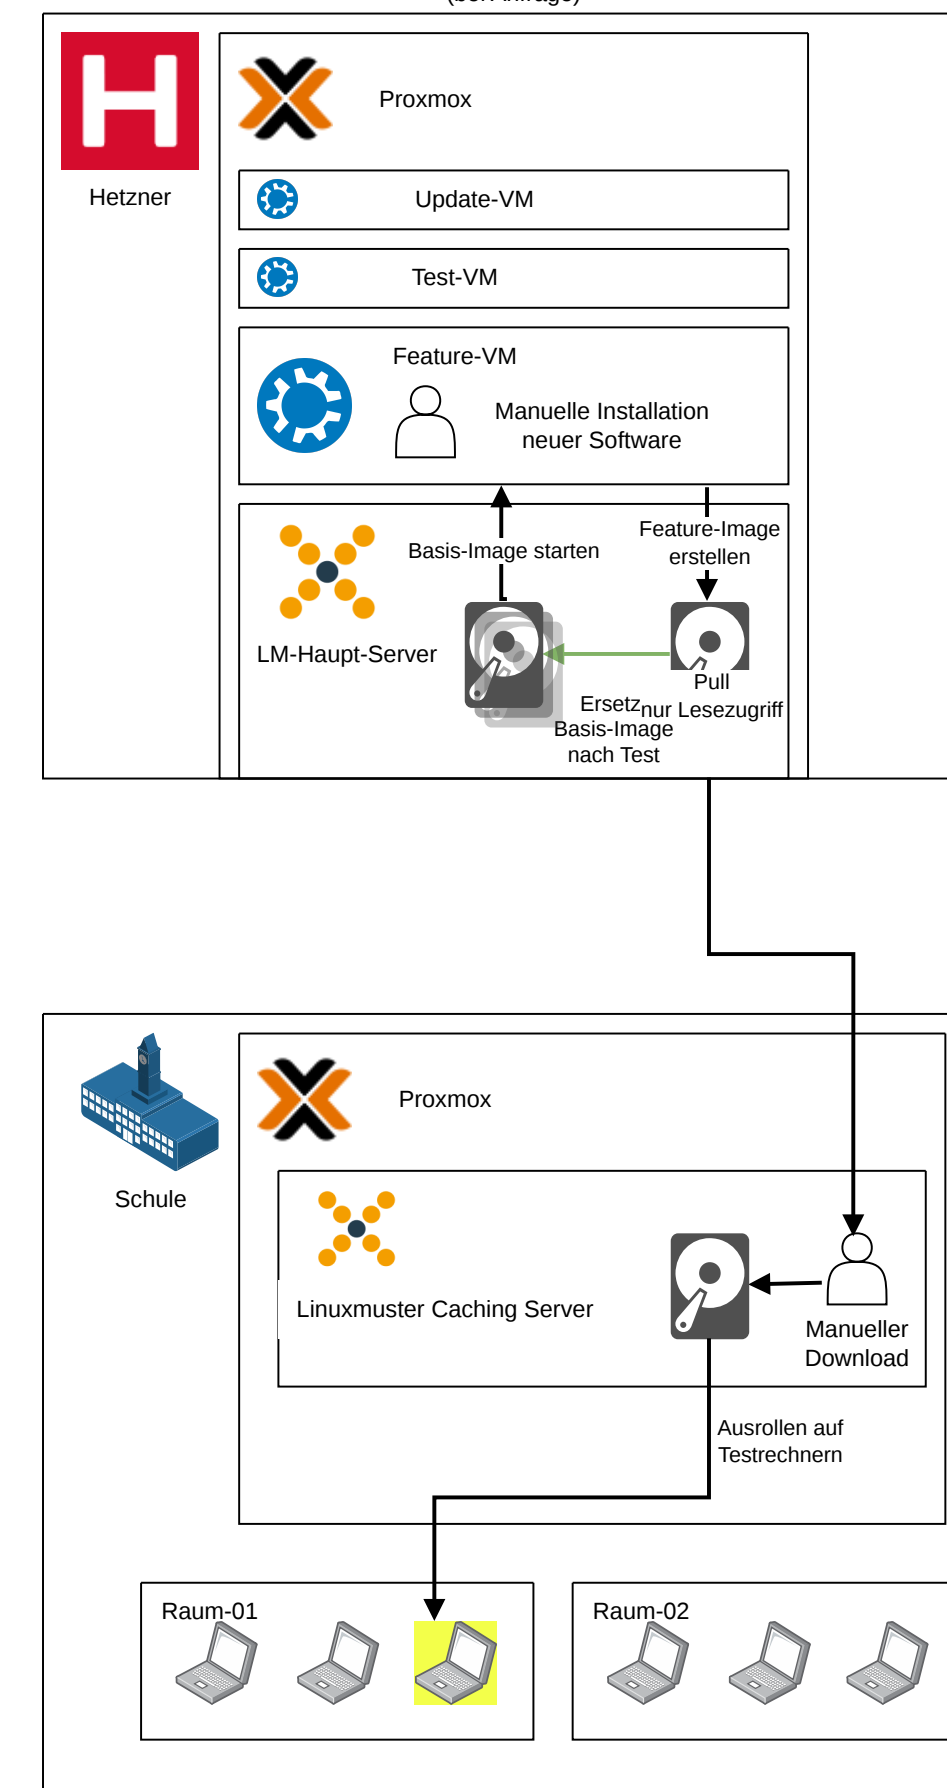 Hetzner
Proxmox
Update-VM
Test-VM
Feature-VM
Manuelle Installation
neuer Software
Basis-Image starten
Feature-Image
erstellen
LM-Haupt-Server
Pull
nur Lesezugriff
Ersetz
Basis-Image
nach Test
Schule
Proxmox
Linuxmuster Caching Server
Manueller
Download
Ausrollen auf
Testrechnern
Raum-01
Raum-02